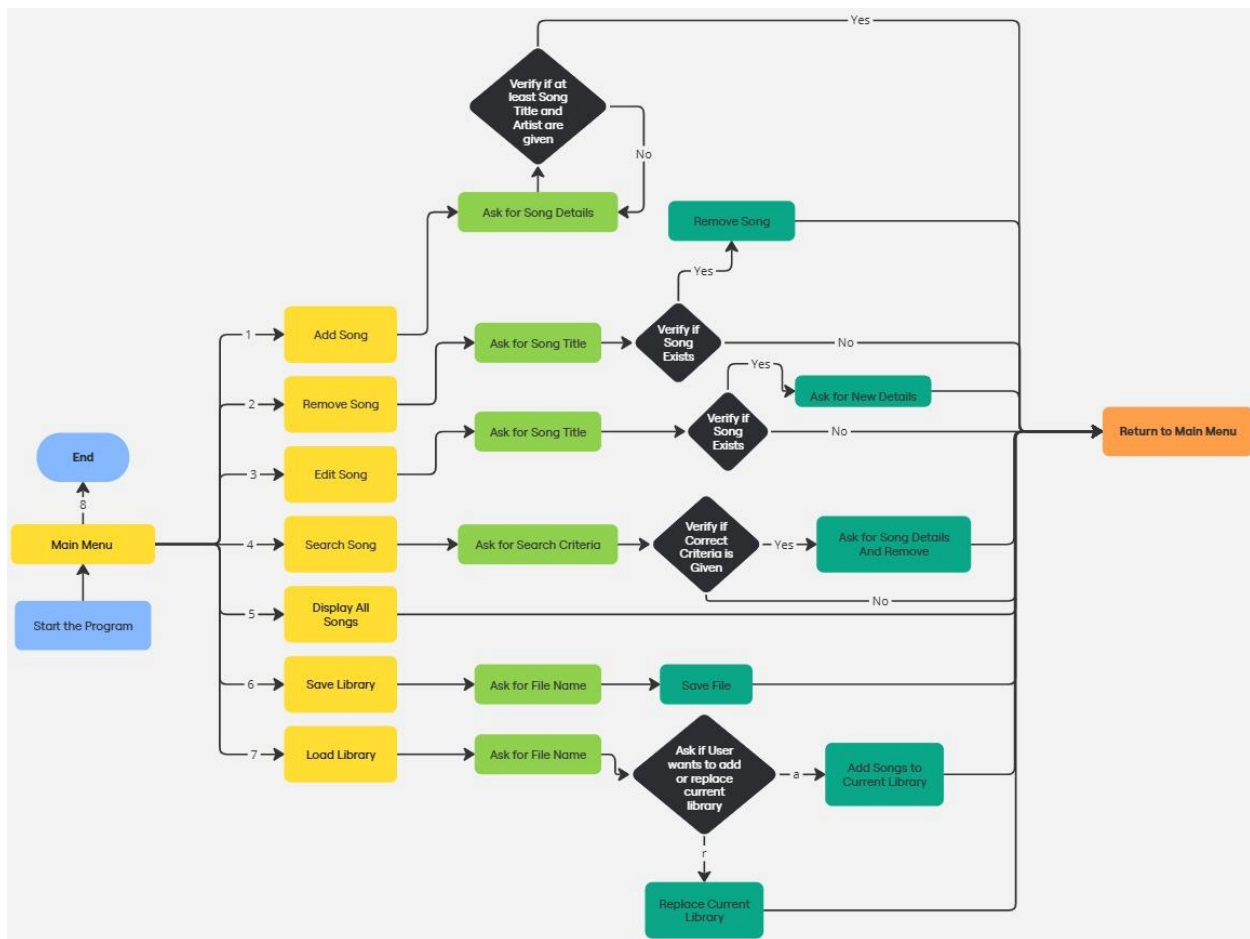 Yes
Verify if at
least Song
Title and
Artist are
given
No
Ask for Song Details
Remove Song
Yes
1
Add Song
Ask for Song Title
Verify if
Song
Exists
No
Yes
2
Remove Song
Ask for New Details
End
3
Edit Song
Ask for Song Title
Verify if
Song
Exists
No
Return to Main Menu
8
Main Menu
4
Search Song
Ask for Search Criteria
Verify if
Correct
Criteria is
Given
Yes
Ask for Song Details
And Remove
No
Start the Program
5
Display All
Songs
6
Save Library
Ask for File Name
Save File
7
Load Library
Ask for File Name
Ask if User
wants to add
or replace
current
library
a
Add Songs to
Current Library
r
Replace Current
Library